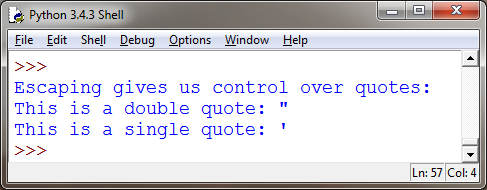 Python 3.4.3 Shell
File Edit Shell Debug Options Window Help
>>>
Escaping gives us control over quotes:
This is a double quote: "
This is a single quote: '
>>>
Ln: 57 Col: 4